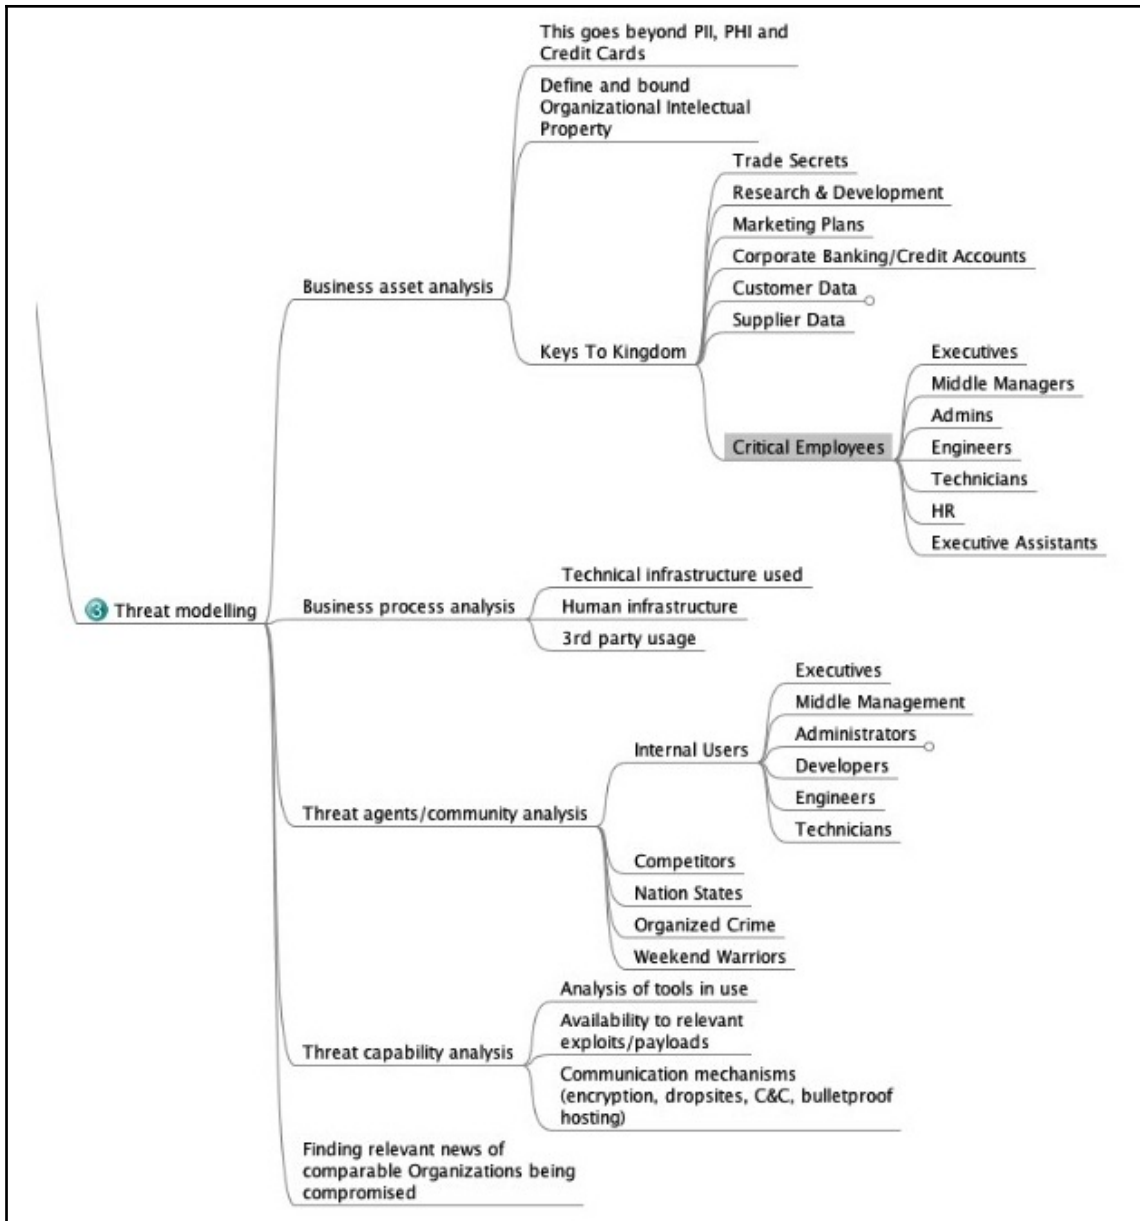 This goes beyond PII, PHI and
Credit Cards
Define and bound
Organizational Intelectual
Property
Trade Secrets
Research & Development
Marketing Plans
Corporate Banking/Credit Accounts
Business asset analysis
Customer Data
Supplier Data
Keys To Kingdom
Executives
Middle Managers
Admins
Critical Employees
Engineers
Technicians
HR
Executive Assistants
Technical infrastructure used
3 Threat modelling
Business process analysis
Human infrastructure
3rd party usage
Executives
Middle Management
Administrators
Internal Users
Developers
Engineers
Technicians
Threat agents/community analysis
Competitors
Nation States
Organized Crime
Weekend Warriors
Analysis of tools in use
Availability to relevant
exploits/payloads
Threat capability analysis
Communication mechanisms
(encryption, dropsites, C&C, bulletproof
hosting)
Finding relevant news of
comparable Organizations being
compromised